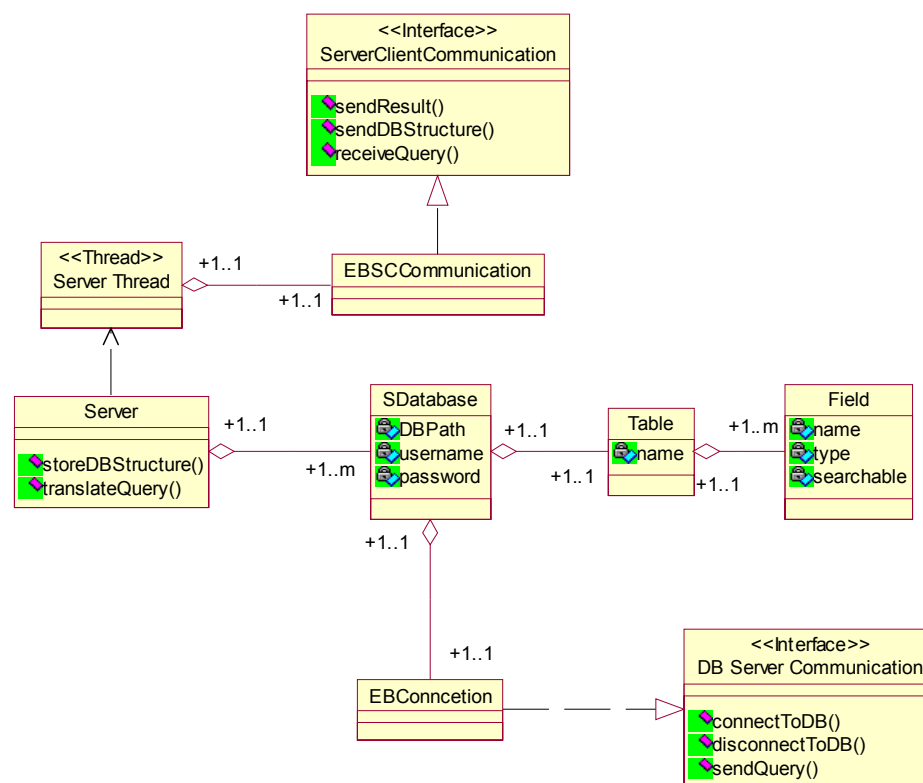 <<Interface>>
ServerClientCommunication
sendResult()
sendDBStructure()
receiveQuery()
<<Thread>>
Server Thread
+1..1
+1..1
EBSCCommunication
Server
storeDBStructure()
translateQuery()
+1..1
+1..m
SDatabase
DBPath
username
password
+1..1
+1..1
Table
name
+1..m
+1..1
Field
name
type
searchable
+1..1
+1..1
EBConncetion
<<Interface>>
DB Server Communication
connectToDB()
disconnectToDB()
sendQuery()